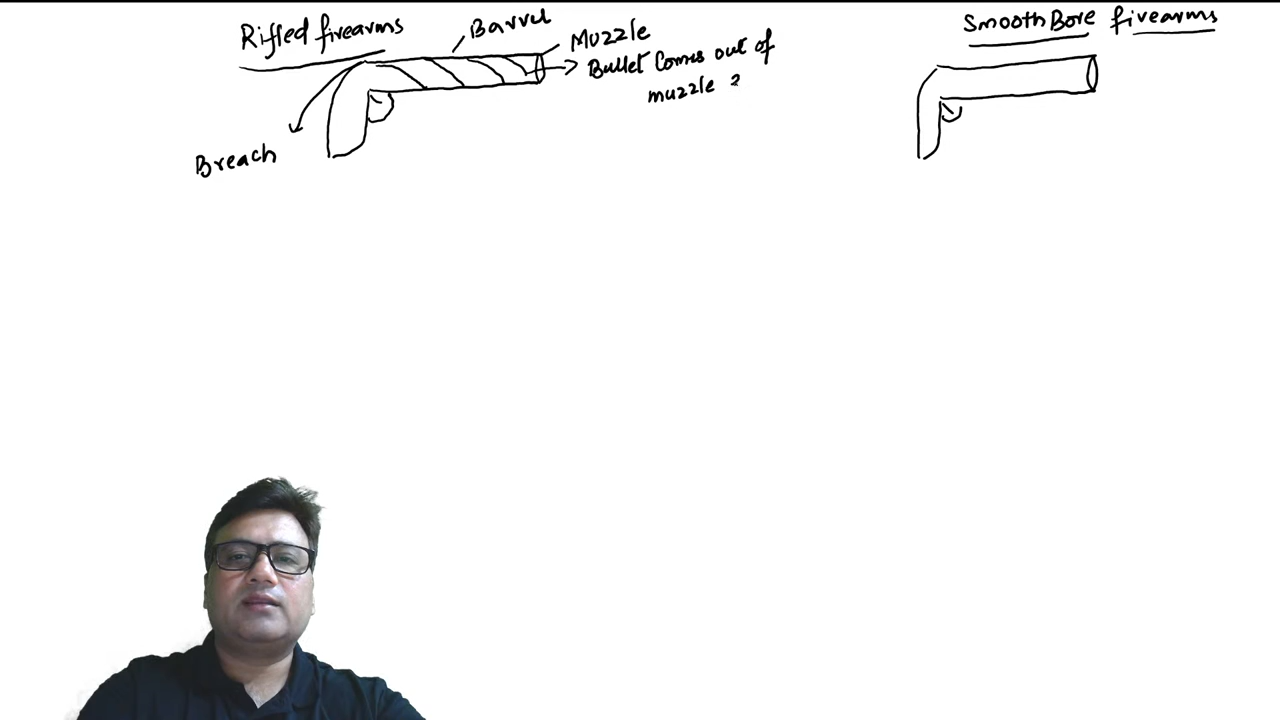 Rifled firearms
Barrel
Muzzle
Bullet Comes out of
muzzle
Breach
Smooth Bore firearms